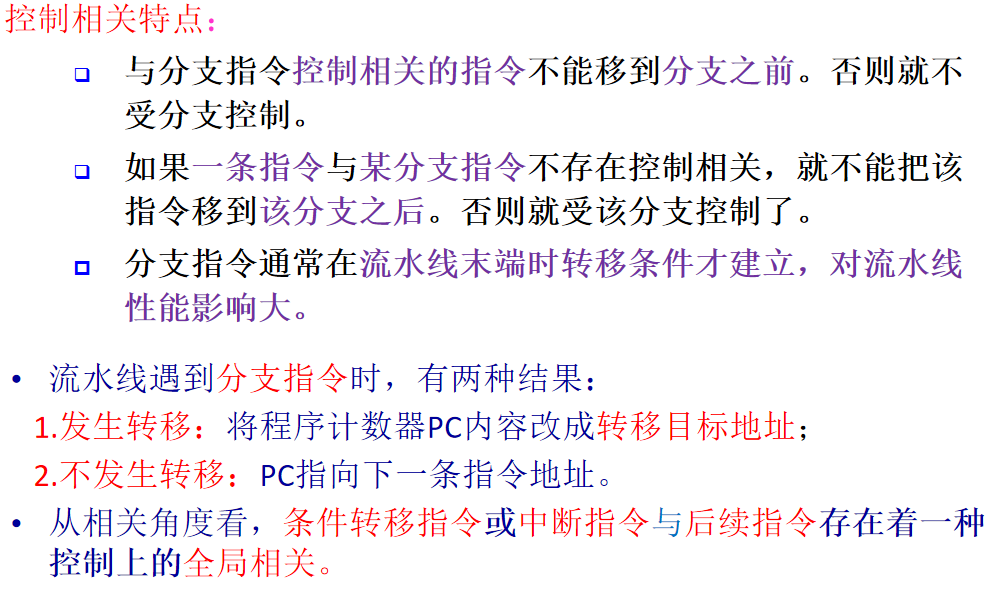 控制相关特点：
与分支指令控制相关的指令不能移到分支之前。否则就不
受分支控制。
如果一条指令与某分支指令不存在控制相关，就不能把该
指令移到该分支之后。否则就受该分支控制了。
分支指令通常在流水线末端时转移条件才建立，对流水线
性能影响大。
• 流水线遇到分支指令时，有两种结果：
1.发生转移：将程序计数器PC内容改成转移目标地址；
2.不发生转移：PC指向下一条指令地址。
• 从相关角度看，条件转移指令或中断指令与后续指令存在着一种
控制上的全局相关。